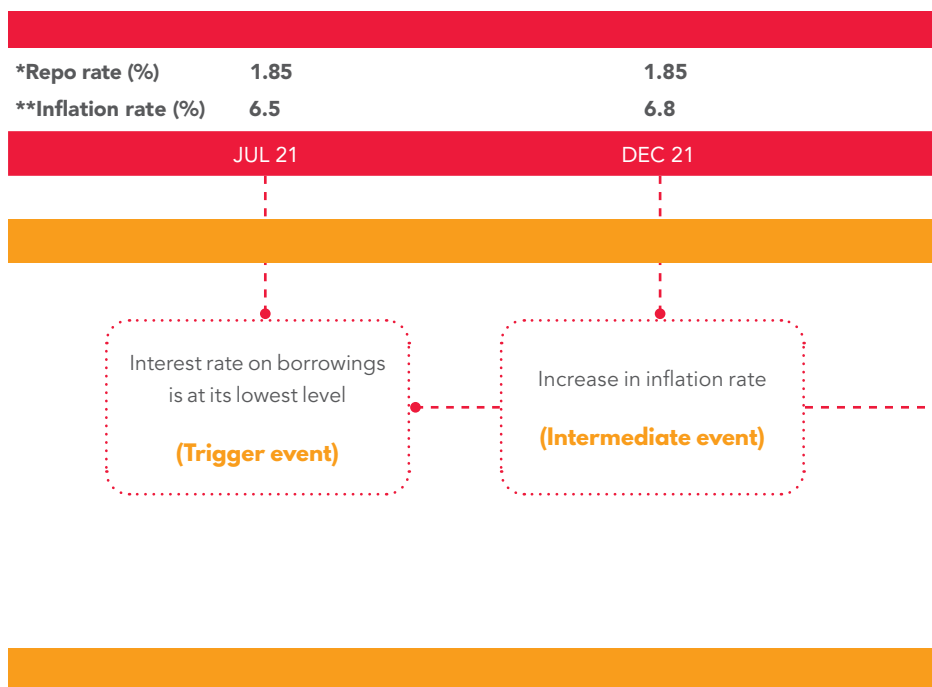 *Repo rate (%) 1.85 1.85
**Inflation rate (%) 6.5 6.8
JUL 21 DEC 21
Interest rate on borrowings
is at its lowest level
(Trigger event)
Increase in inflation rate
(Intermediate event)